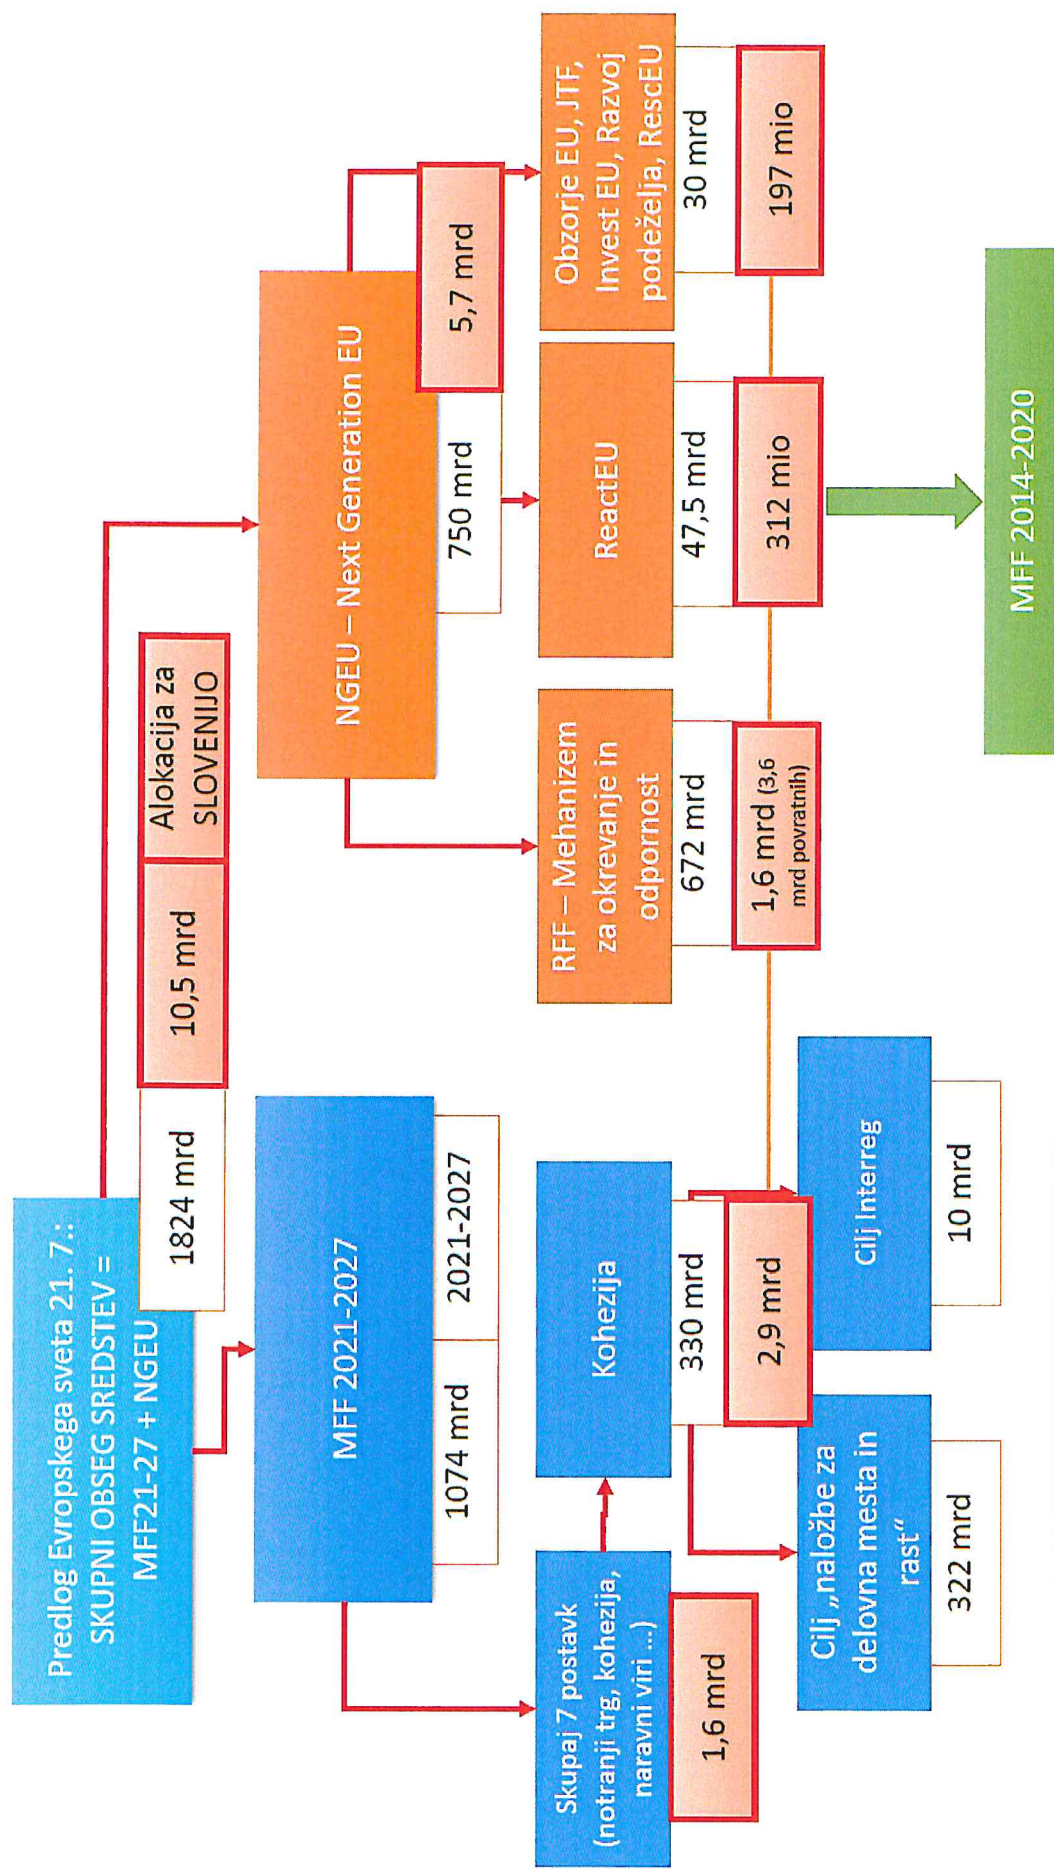 Predlog Evropskega sveta 21. 7.:
SKUPNI OBSEG SREDSTEV =
MFF21-27 + NGEU
1824 mrd
10,5 mrd
Alokacija za
SLOVENIJO
MFF 2021-2027
1074 mrd
2021-2027
NGEU – Next Generation EU
750 mrd
5,7 mrd
Skupaj 7 postavk
(notranji trg, kohezija,
naravni viri ...)
1,6 mrd
Kohezija
330 mrd
2,9 mrd
RFF – Mehanizem
za okrevanje in
odpornost
672 mrd
1,6 mrd (3,6
mrd povratnih)
ReactEU
47,5 mrd
312 mio
Obzorje EU, JTF,
Invest EU, Razvoj
podeželja, RescEU
30 mrd
197 mio
Cilj „naložbe za
delovna mesta in
rast“
322 mrd
Cilj Interreg
10 mrd
MFF 2014-2020